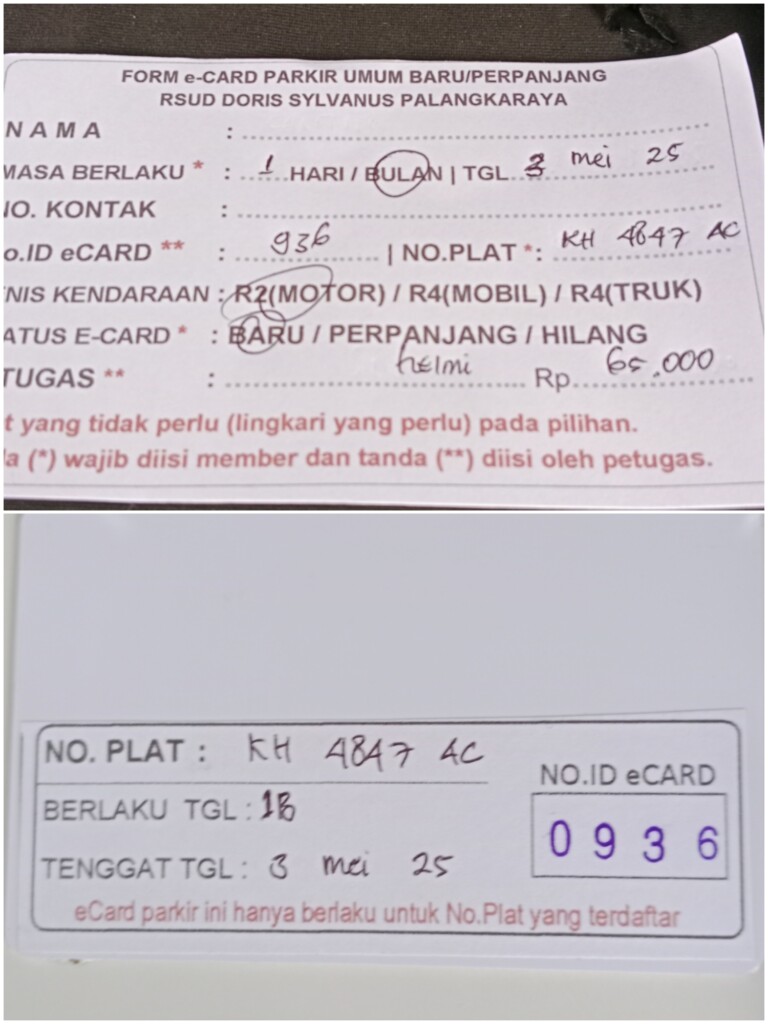 FORM e-CARD PARKIR UMUM BARU/PERPANJANG
RSUD DORIS SYLVANUS PALANGKARAYA
NAMA :
MASA BERLAKU * : 1 HARI / BULAN | TGL. 3 mei 25
NO. KONTAK :
o.ID eCARD ** : 936 | NO.PLAT *: KH 4847 AC
NIS KENDARAAN : R2(MOTOR) / R4(MOBIL) / R4(TRUK)
ATUS E-CARD * : BARU / PERPANJANG / HILANG
TUGAS ** : helmi Rp. 65.000
t yang tidak perlu (lingkari yang perlu) pada pilihan.
a (*) wajib diisi member dan tanda (**) diisi oleh petugas.
NO. PLAT : KH 4847 AC
NO.ID eCARD
BERLAKU TGL : 1B
0936
TENGGAT TGL : 3 mei 25
eCard parkir ini hanya berlaku untuk No.Plat yang terdaftar